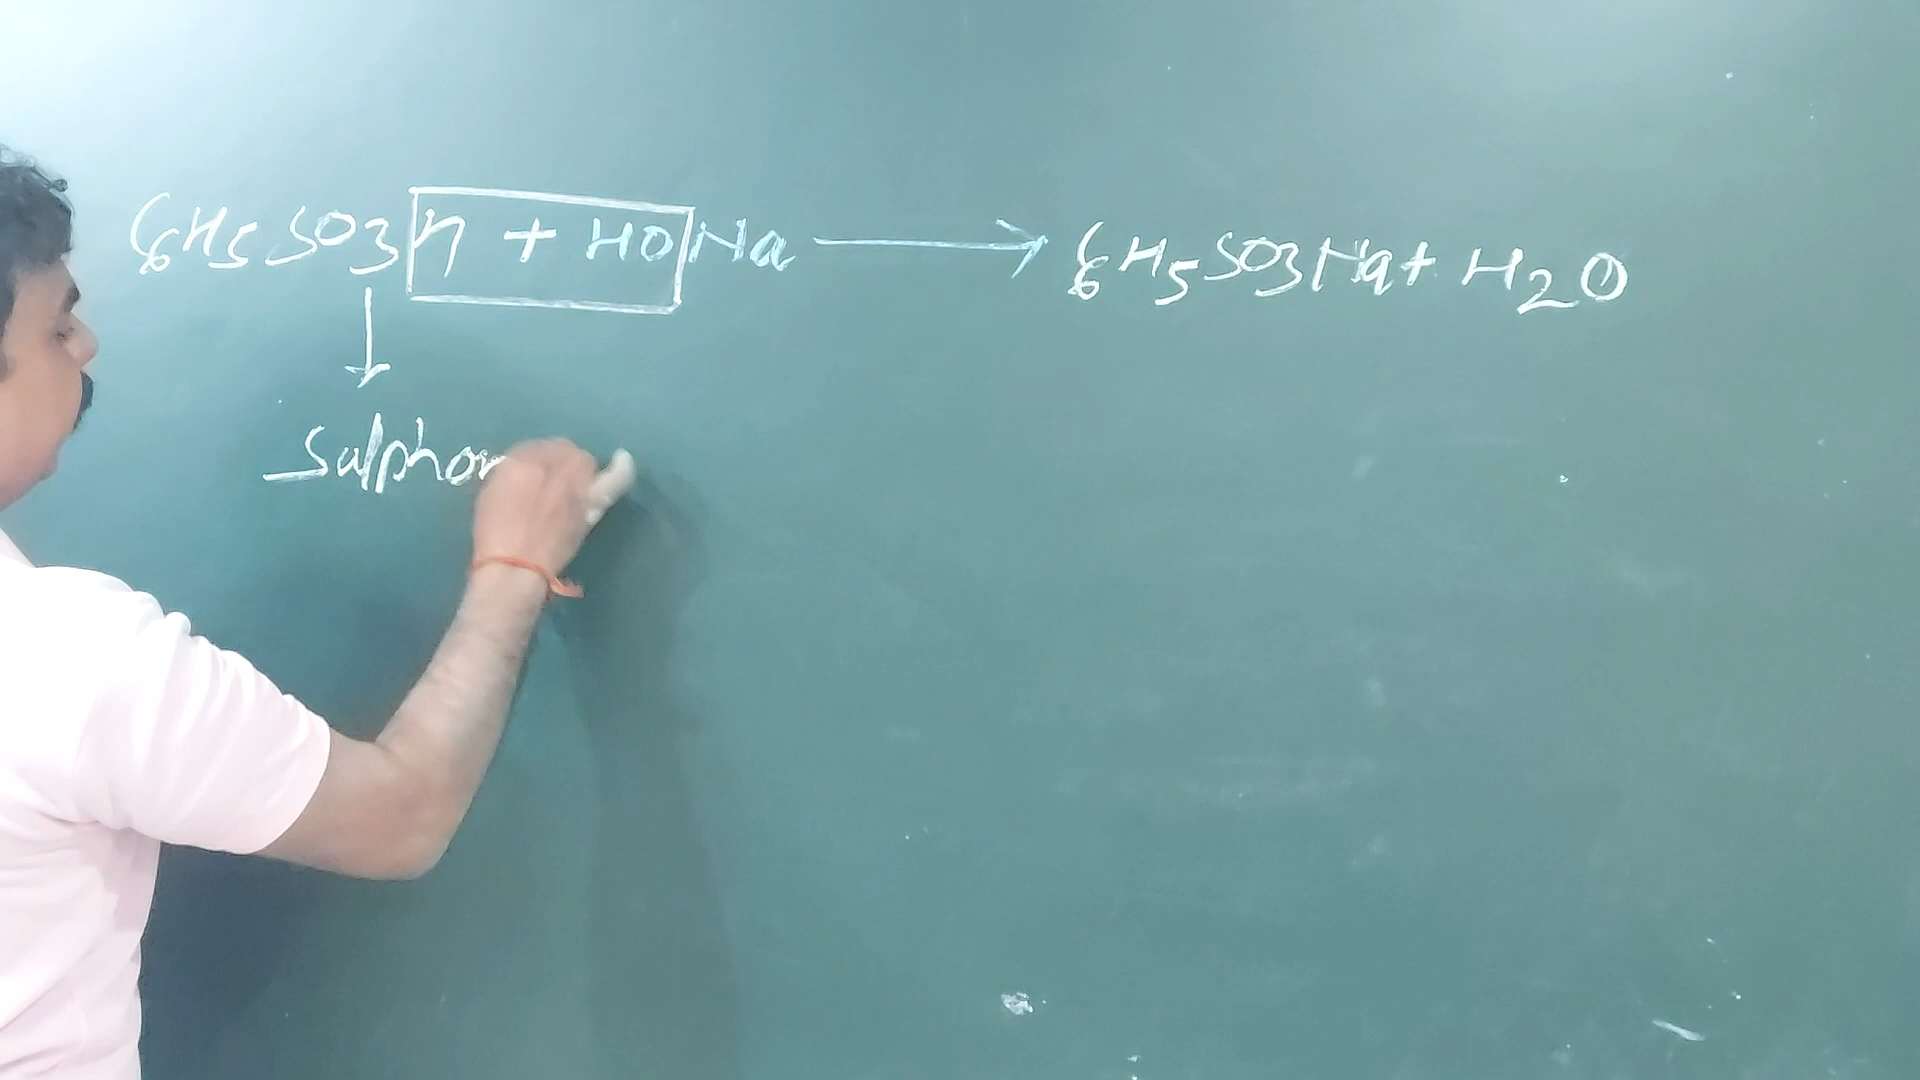 C6H5SO3H + HONa → C6H5SO3Na + H2O
↓
Sulphon